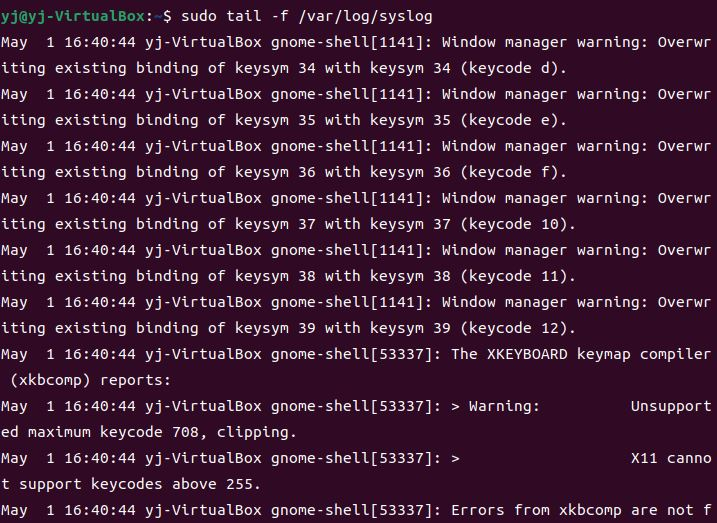 yj@yj-VirtualBox:~$ sudo tail -f /var/log/syslog
May  1 16:40:44 yj-VirtualBox gnome-shell[1141]: Window manager warning: Overwr
iting existing binding of keysym 34 with keysym 34 (keycode d).
May  1 16:40:44 yj-VirtualBox gnome-shell[1141]: Window manager warning: Overwr
iting existing binding of keysym 35 with keysym 35 (keycode e).
May  1 16:40:44 yj-VirtualBox gnome-shell[1141]: Window manager warning: Overwr
iting existing binding of keysym 36 with keysym 36 (keycode f).
May  1 16:40:44 yj-VirtualBox gnome-shell[1141]: Window manager warning: Overwr
iting existing binding of keysym 37 with keysym 37 (keycode 10).
May  1 16:40:44 yj-VirtualBox gnome-shell[1141]: Window manager warning: Overwr
iting existing binding of keysym 38 with keysym 38 (keycode 11).
May  1 16:40:44 yj-VirtualBox gnome-shell[1141]: Window manager warning: Overwr
iting existing binding of keysym 39 with keysym 39 (keycode 12).
May  1 16:40:44 yj-VirtualBox gnome-shell[53337]: The XKEYBOARD keymap compiler
 (xkbcomp) reports:
May  1 16:40:44 yj-VirtualBox gnome-shell[53337]: > Warning:          Unsupport
ed maximum keycode 708, clipping.
May  1 16:40:44 yj-VirtualBox gnome-shell[53337]: >                   X11 canno
t support keycodes above 255.
May  1 16:40:44 yj-VirtualBox gnome-shell[53337]: Errors from xkbcomp are not f